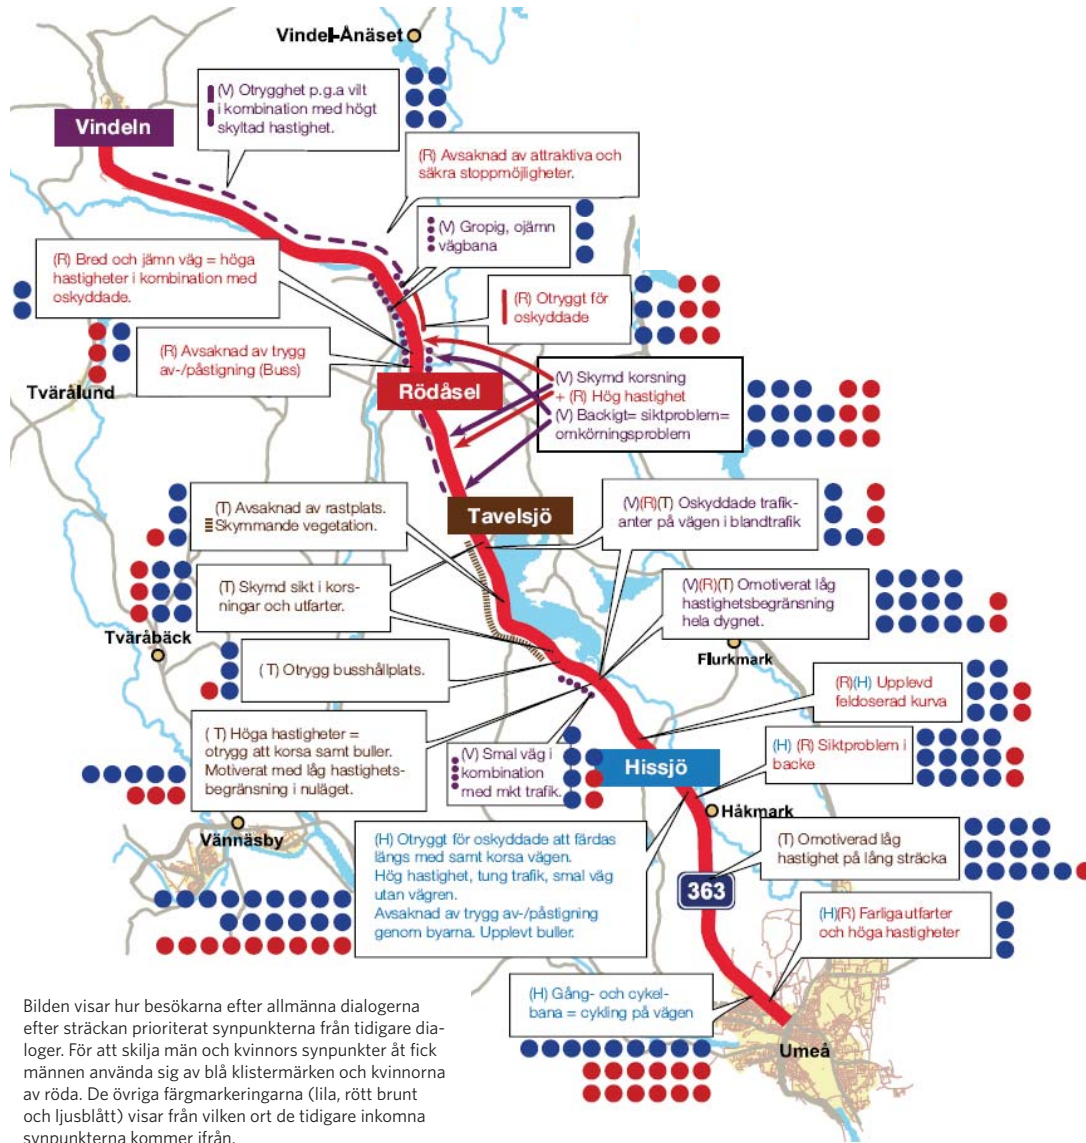 Vindel-Ånäset
(V) Otrygghet p.g.a vilt
i kombination med högt
skyltad hastighet.
Vindeln
(R) Avsaknad av attraktiva och
säkra stoppmöjligheter.
(V) Gropig, ojämn
vägbana
(R) Bred och jämn väg = höga
hastigheter i kombination med
oskyddade.
(R) Otryggt för
oskyddade
(R) Avsaknad av trygg
av-/påstigning (Buss)
Tvärålund
Rödåsel
(V) Skymd korsning
+ (R) Hög hastighet
(V) Backigt= siktproblem=
omkörningsproblem
(T) Avsaknad av rastplats.
Skymmande vegetation.
Tavelsjö
(V)(R)(T) Oskyddade trafik-
anter på vägen i blandtrafik
(T) Skymd sikt i kors-
ningar och utfarter.
(V)(R)(T) Omotiverat låg
hastighetsbegränsning
hela dygnet.
Tväråbäck
Flurkmark
( T) Otrygg busshållplats.
(R)(H) Upplevd
feldoserad kurva
( T) Höga hastigheter =
otrygg att korsa samt buller.
Motiverat med låg hastighets-
begränsning i nuläget.
(V) Smal väg i
kombination
med mkt trafik.
Hissjö
(H) (R) Siktproblem i
backe
Håkmark
Vännäsby
(H) Otryggt för oskyddade att färdas
längs med samt korsa vägen.
Hög hastighet, tung trafik, smal väg
utan vägren.
Avsaknad av trygg av-/påstigning
genom byarna. Upplevt buller.
(T) Omotiverad låg
hastighet på lång sträcka
363
(H)(R) Farliga utfarter
och höga hastigheter
(H) Gång- och cykel-
bana = cykling på vägen
Umeå
Bilden visar hur besökarna efter allmänna dialogerna
efter sträckan prioriterat synpunkterna från tidigare dia-
loger. För att skilja män och kvinnors synpunkter åt fick
männen använda sig av blå klistermärken och kvinnorna
av röda. De övriga färgmarkeringarna (lila, rött brunt
och ljusblått) visar från vilken ort de tidigare inkomna
synpunkterna kommer ifrån.